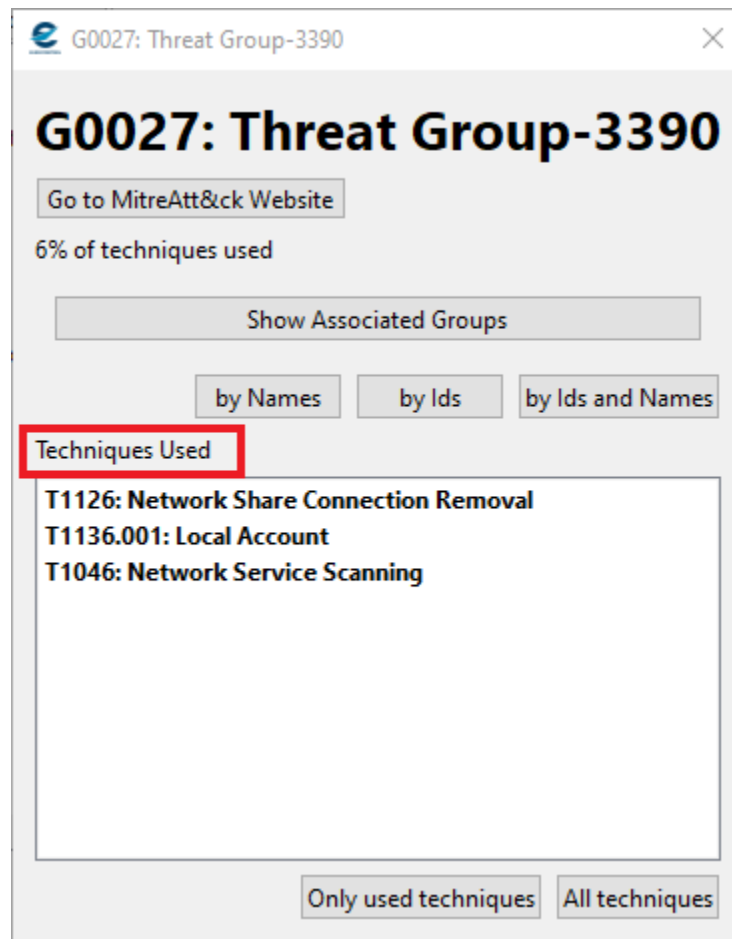 G0027: Threat Group-3390
G0027: Threat Group-3390
Go to MitreAtt&ck Website
6% of techniques used
Show Associated Groups
by Names by Ids by Ids and Names
Techniques Used
T1126: Network Share Connection Removal
T1136.001: Local Account
T1046: Network Service Scanning
Only used techniques All techniques